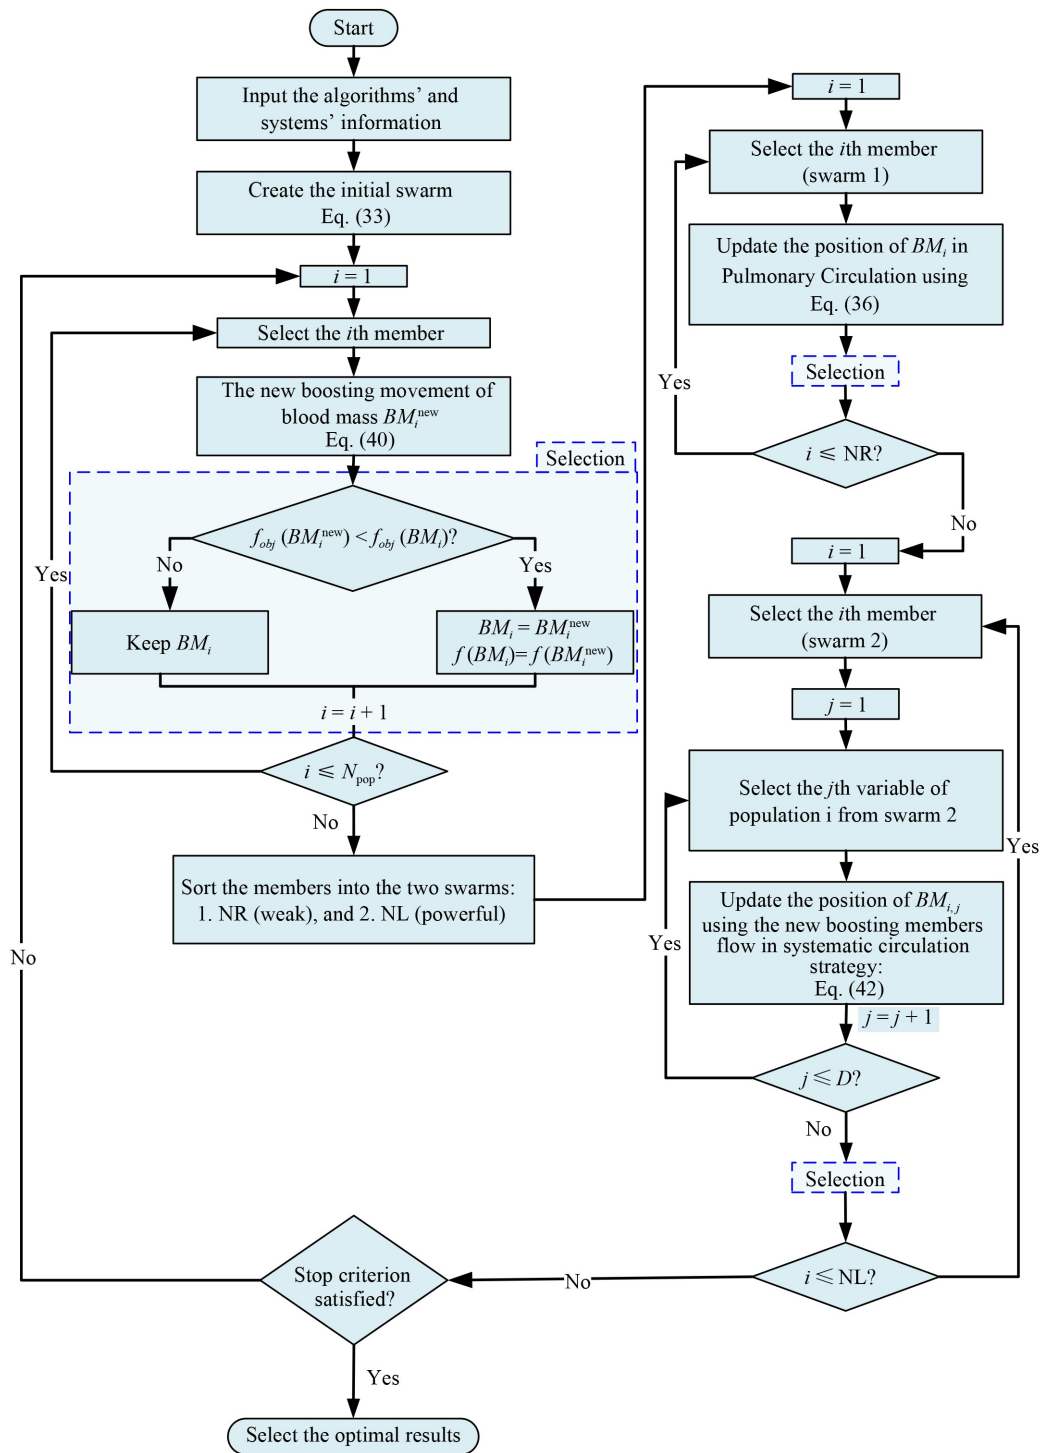 Start
Input the algorithms' and
systems' information
Create the initial swarm
Eq. (33)
i = 1
Select the ith member
The new boosting movement of
blood mass BM_i^new
Eq. (40)
Selection
f_obj (BM_i^new) < f_obj (BM_i)?
No
Yes
Yes
Keep BM_i
BM_i = BM_i^new
f (BM_i)= f (BM_i^new)
i = i + 1
i ⩽ N_pop?
No
Sort the members into the two swarms:
1. NR (weak), and 2. NL (powerful)
No
i = 1
Select the ith member
(swarm 1)
Update the position of BM_i in
Pulmonary Circulation using
Eq. (36)
Selection
Yes
i ⩽ NR?
No
i = 1
Select the ith member
(swarm 2)
j = 1
Select the jth variable of
population i from swarm 2
Yes
Update the position of BM_i,j
using the new boosting members
flow in systematic circulation
strategy:
Eq. (42)
Yes
j = j + 1
j ⩽ D?
No
Selection
i ⩽ NL?
No
Stop criterion
satisfied?
Yes
Select the optimal results